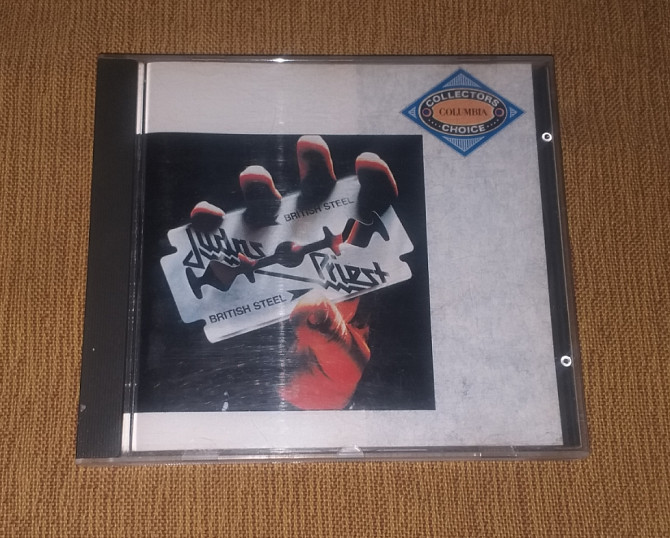 COLLECTORS
COLUMBIA
CHOICE
BRITISH STEEL
Judas
Priest
BRITISH STEEL